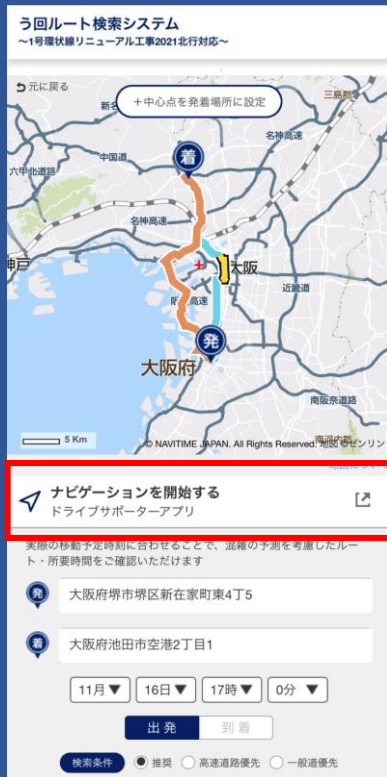 う回ルート検索システム
～1号環状線リニューアル工事2021北行対応～
元に戻る
+中心点を発着場所に設定
三島郡
新名
名神高速
着
中国道
六甲北道路
名神高速
神戸
大阪
阪 高速
近畿道
発
大阪府
南阪奈道路
5 Km
© NAVITIME JAPAN. All Rights Reserved. 地図 ©ゼンリン
ナビゲーションを開始する
ドライブサポーターアプリ
実際の移動予定時刻に合わせることで、混雑の予測を考慮したルー
ト・所要時間をご確認いただけます
発 大阪府堺市堺区新在家町東4丁5
着 大阪府池田市空港2丁目1
11月▼ 16日▼ 17時▼ 0分 ▼
出 発 到 着
検索条件 推奨 高速道路優先 一般道優先